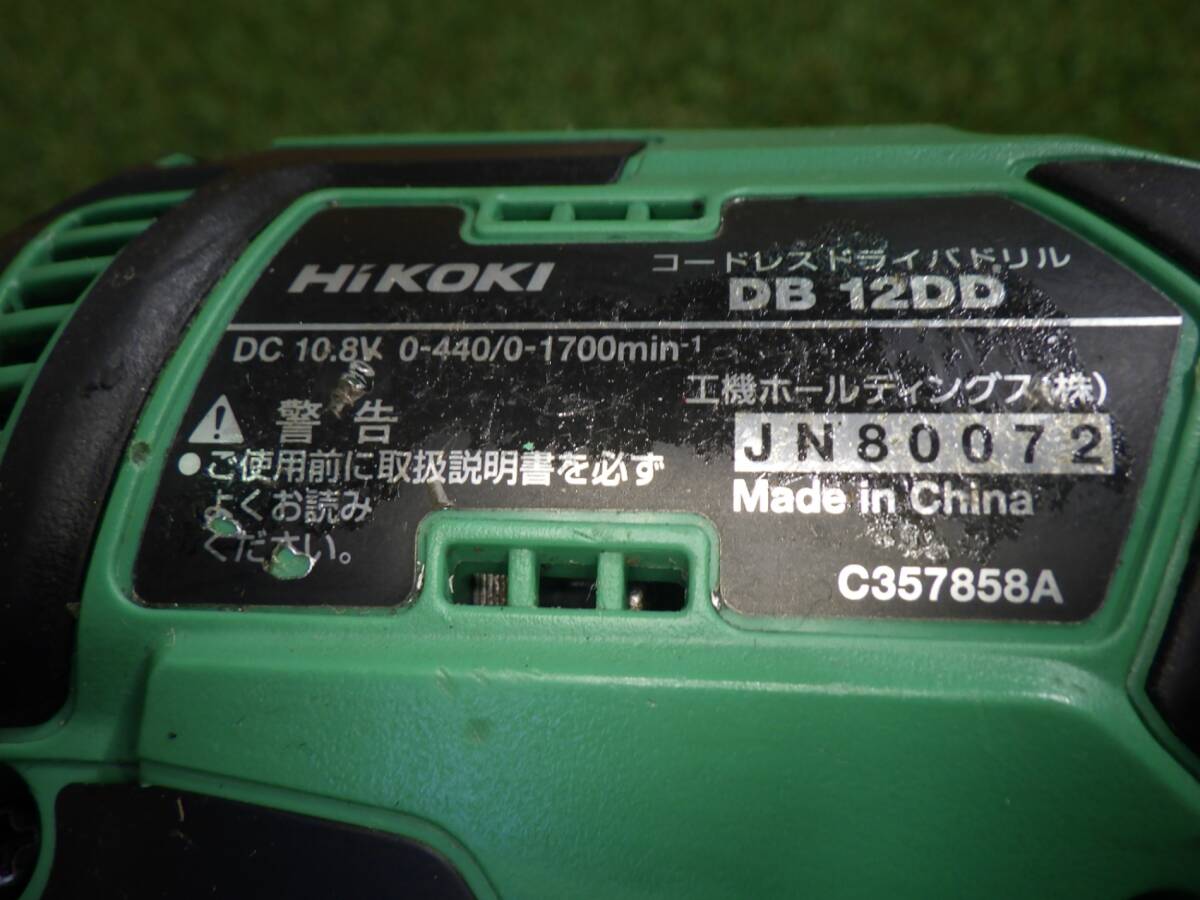 HiKOKI
コードレスドライバドリル
DB 12DD
DC 10.8V 0-440/0-1700min⁻¹
工機ホールディングス(株)
JN80072
Made in China
C357858A
⚠ 警告
●ご使用前に取扱説明書を必ず
よくお読み
ください。